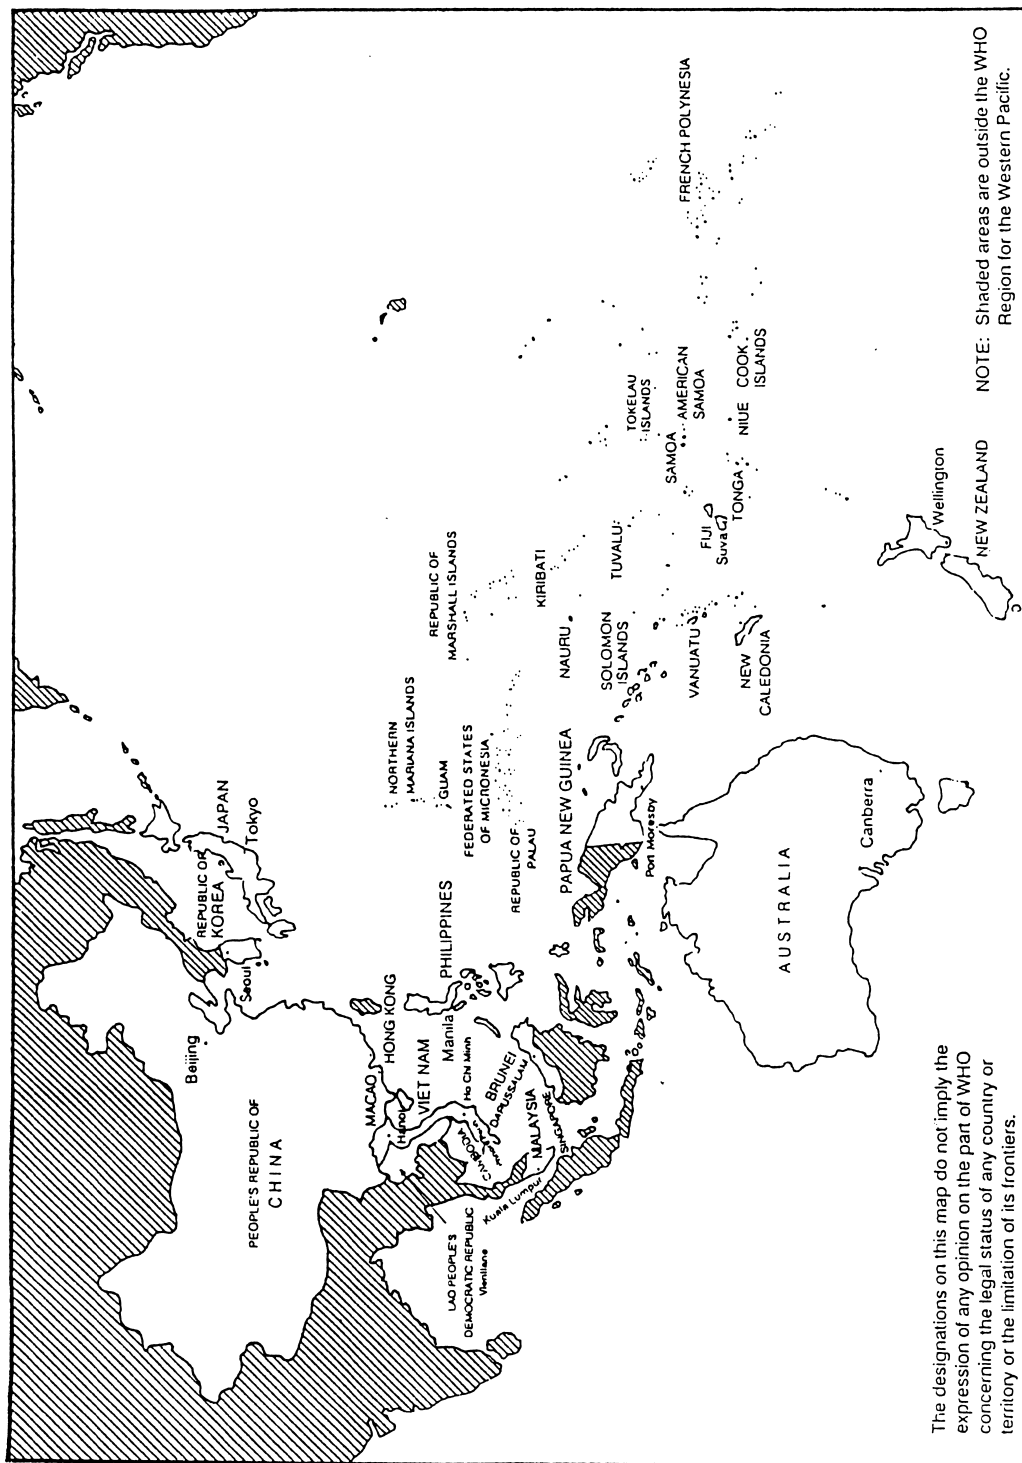 PEOPLE'S REPUBLIC OF
CHINA
Beijing
REPUBLIC OF
KOREA
Seoul
JAPAN
Tokyo
MACAO
HONG KONG
Hanoi
VIET NAM
Ho Chi Minh
LAO PEOPLE'S
DEMOCRATIC REPUBLIC
Vientiane
CAMBODIA
PHILIPPINES
Manila
BRUNEI
DARUSSALAM
MALAYSIA
Kuala Lumpur
SINGAPORE
NORTHERN
MARIANA ISLANDS
GUAM
FEDERATED STATES
OF MICRONESIA
REPUBLIC OF
PALAU
REPUBLIC OF
MARSHALL ISLANDS
PAPUA NEW GUINEA
Port Moresby
NAURU
KIRIBATI
SOLOMON
ISLANDS
TUVALU
TOKELAU
ISLANDS
SAMOA
AMERICAN
SAMOA
FRENCH POLYNESIA
VANUATU
FIJI
Suva
TONGA
NIUE
COOK
ISLANDS
NEW
CALEDONIA
AUSTRALIA
Canberra
Wellington
NEW ZEALAND
The designations on this map do not imply the
expression of any opinion on the part of WHO
concerning the legal status of any country or
territory or the limitation of its frontiers.
NOTE: Shaded areas are outside the WHO
Region for the Western Pacific.